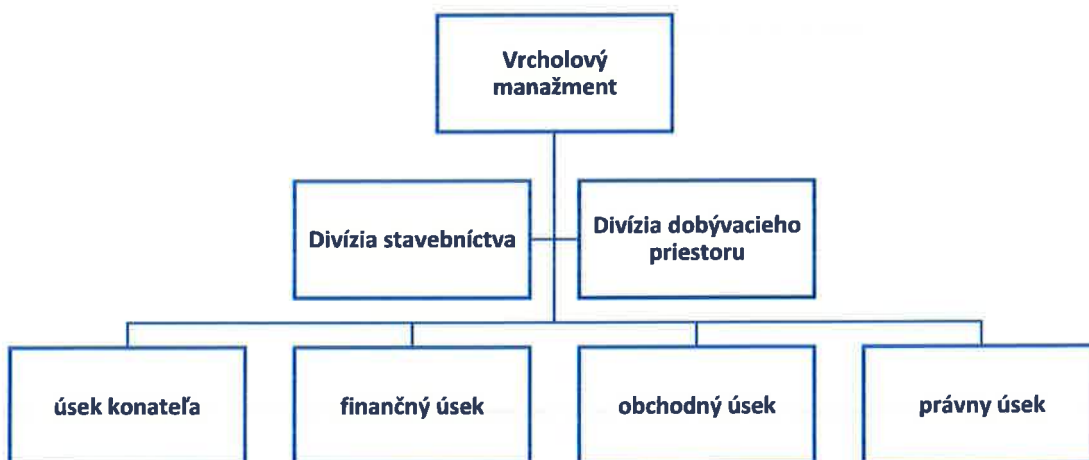 Vrcholový
manažment
Divízia stavebníctva
Divízia dobývacieho
priestoru
úsek konateľa
finančný úsek
obchodný úsek
právny úsek